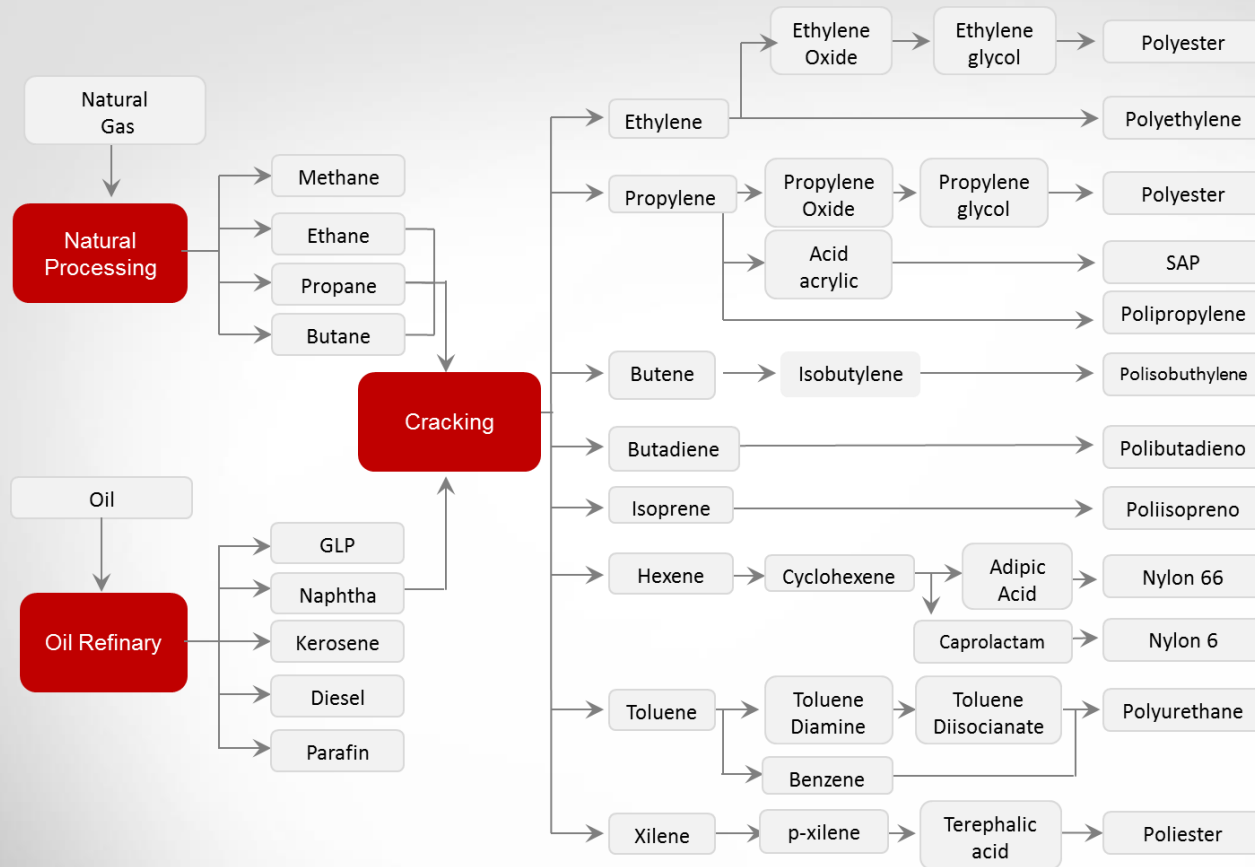 Natural
Gas
Natural
Processing
Methane
Ethane
Propane
Butane
Cracking
Oil
Oil Refinary
GLP
Naphtha
Kerosene
Diesel
Parafin
Ethylene
Ethylene
Oxide
Ethylene
glycol
Polyester
Polyethylene
Propylene
Propylene
Oxide
Propylene
glycol
Polyester
Acid
acrylic
SAP
Polipropylene
Butene
Isobutylene
Polisobuthylene
Butadiene
Polibutadieno
Isoprene
Poliisopreno
Hexene
Cyclohexene
Adipic
Acid
Nylon 66
Caprolactam
Nylon 6
Toluene
Toluene
Diamine
Toluene
Diisocianate
Polyurethane
Benzene
Xilene
p-xilene
Terephalic
acid
Poliester